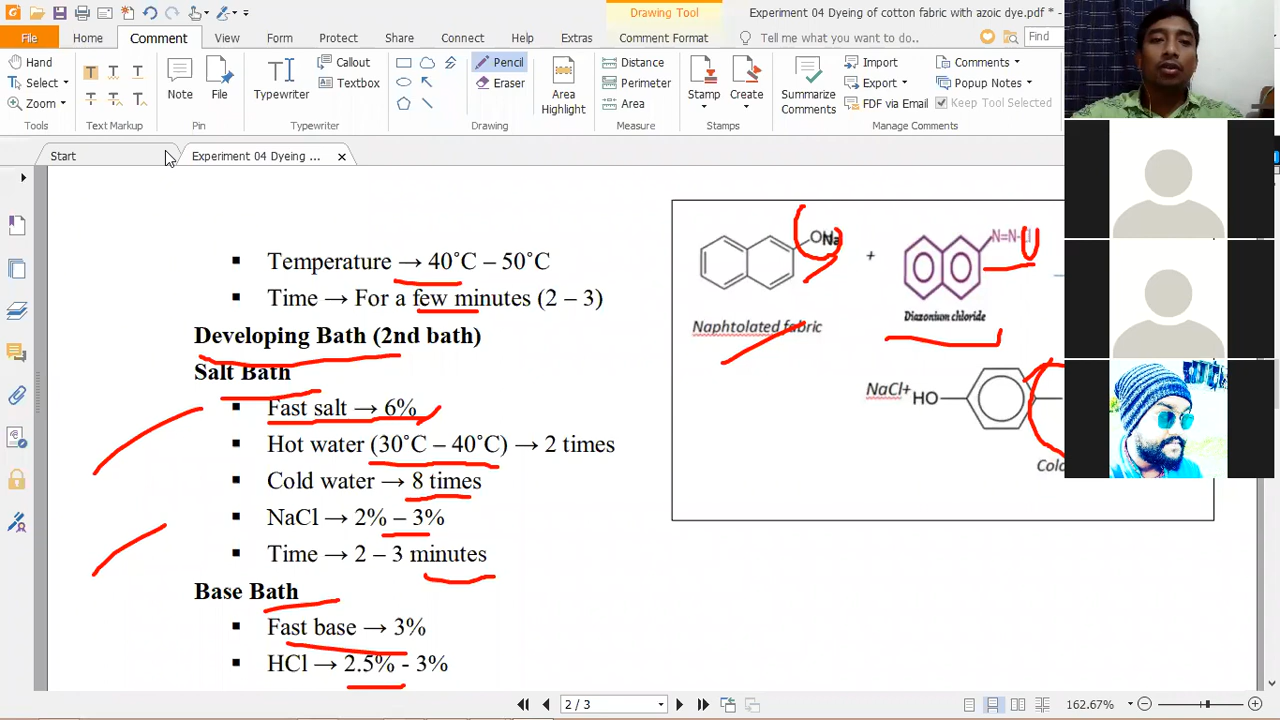 Drawing Tool
Experiment04 Dyeing of cotton fabric with azoic dye.pdf * - Foxit
File
Home
Comment
View
Form
Protect
Share
Connect
Help
Extras
Comment Format
Tell me what you want to do..
Find
Hand
Select
Zoom
Tools
Text Markup
Note
File
Pin
Typewriter
Callout
Textbox
Typewriter
Pencil
Eraser
Area
Highlight
Drawing
Distance
Perimeter
Area
Measure
Stamp
Create
Stamps
Summarize
Comments
Import
Export
FDF via Email
Comments
Popup Notes
Keep Tool Selected
Manage Comments
Start
Experiment 04 Dyeing ...
▪ Temperature → 40˚C – 50˚C
▪ Time → For a few minutes (2 – 3)
Developing Bath (2nd bath)
Salt Bath
▪ Fast salt → 6%
▪ Hot water (30˚C – 40˚C) → 2 times
▪ Cold water → 8 times
▪ NaCl → 2% – 3%
▪ Time → 2 – 3 minutes
Base Bath
▪ Fast base → 3%
▪ HCl → 2.5% - 3%
ONa
+
N=N-Cl
Naphtolated fabric
Diazonium chloride
NaCl+ HO
2 / 3
162.67%